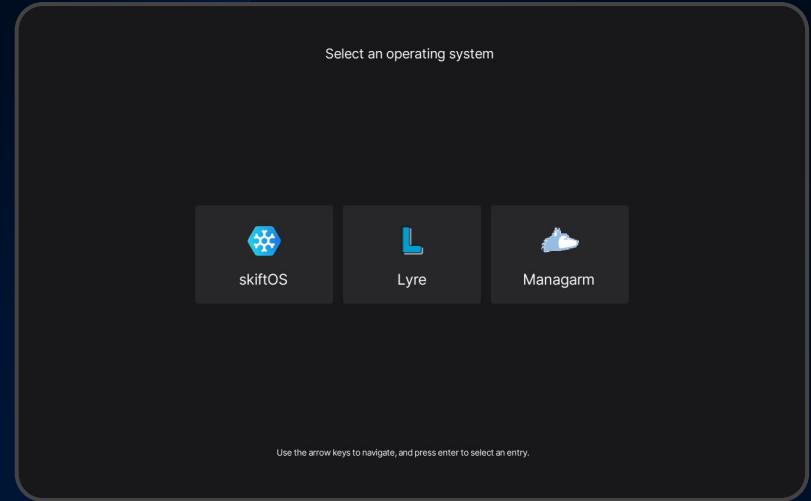 Select an operating system
L
skiftOS
Lyre
Managarm
Use the arrow keys to navigate, and press enter to select an entry.